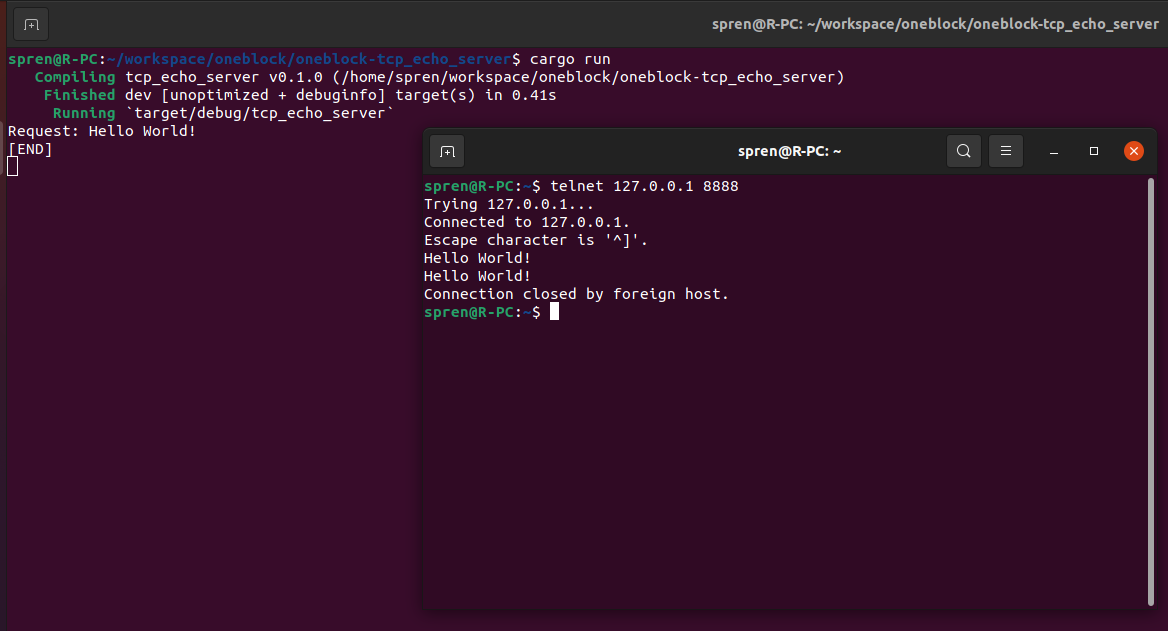 spren@R-PC: ~/workspace/oneblock/oneblock-tcp_echo_server
spren@R-PC:~/workspace/oneblock/oneblock-tcp_echo_server$ cargo run
Compiling tcp_echo_server v0.1.0 (/home/spren/workspace/oneblock/oneblock-tcp_echo_server)
Finished dev [unoptimized + debuginfo] target(s) in 0.41s
Running `target/debug/tcp_echo_server`
Request: Hello World!
[END]
spren@R-PC: ~
spren@R-PC:~$ telnet 127.0.0.1 8888
Trying 127.0.0.1...
Connected to 127.0.0.1.
Escape character is '^]'.
Hello World!
Hello World!
Connection closed by foreign host.
spren@R-PC:~$